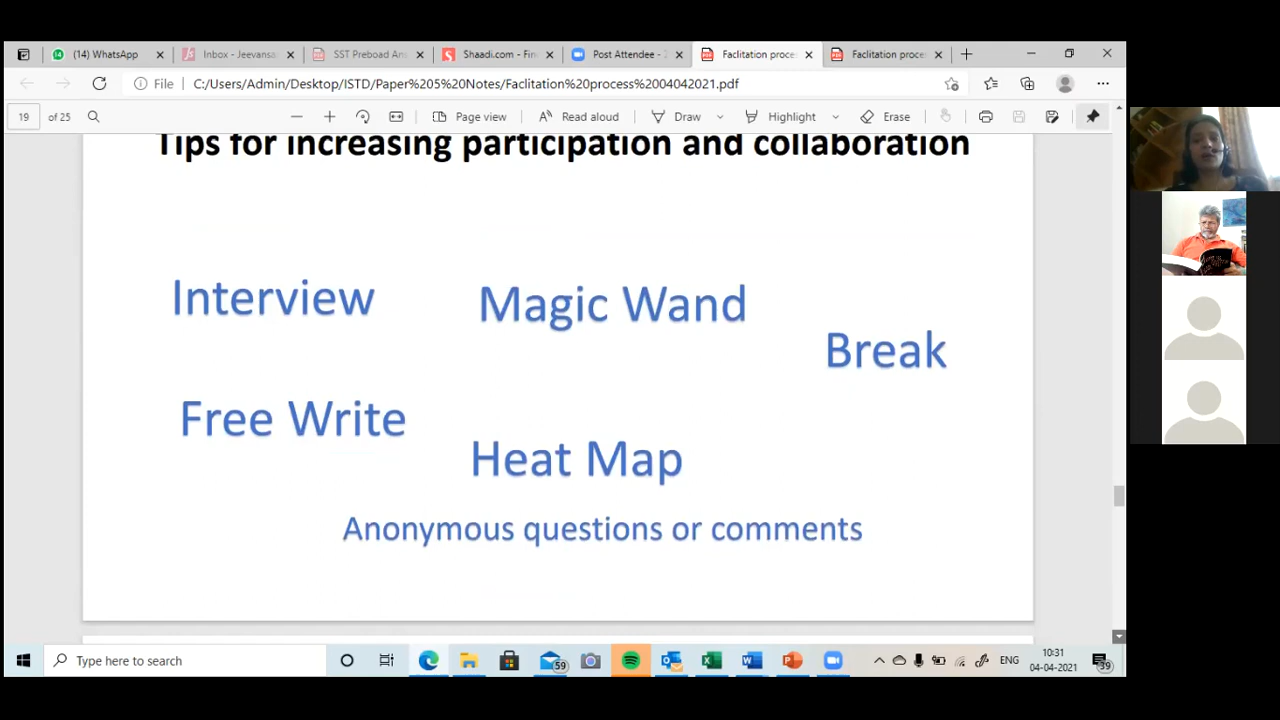 (14) WhatsApp
Inbox - Jeevansa
SST Preboad An
Shaadi.com - Fin
Post Attendee - Z
Faclitation proce
Faclitation proce
File
C:/Users/Admin/Desktop/ISTD/Paper%205%20Notes/Faclitation%20process%2004042021.pdf
19 of 25
Page view
Read aloud
Draw
Highlight
Erase
Tips for increasing participation and collaboration
Interview
Magic Wand
Break
Free Write
Heat Map
Anonymous questions or comments
Type here to search
59
ENG
10:31
04-04-2021
39